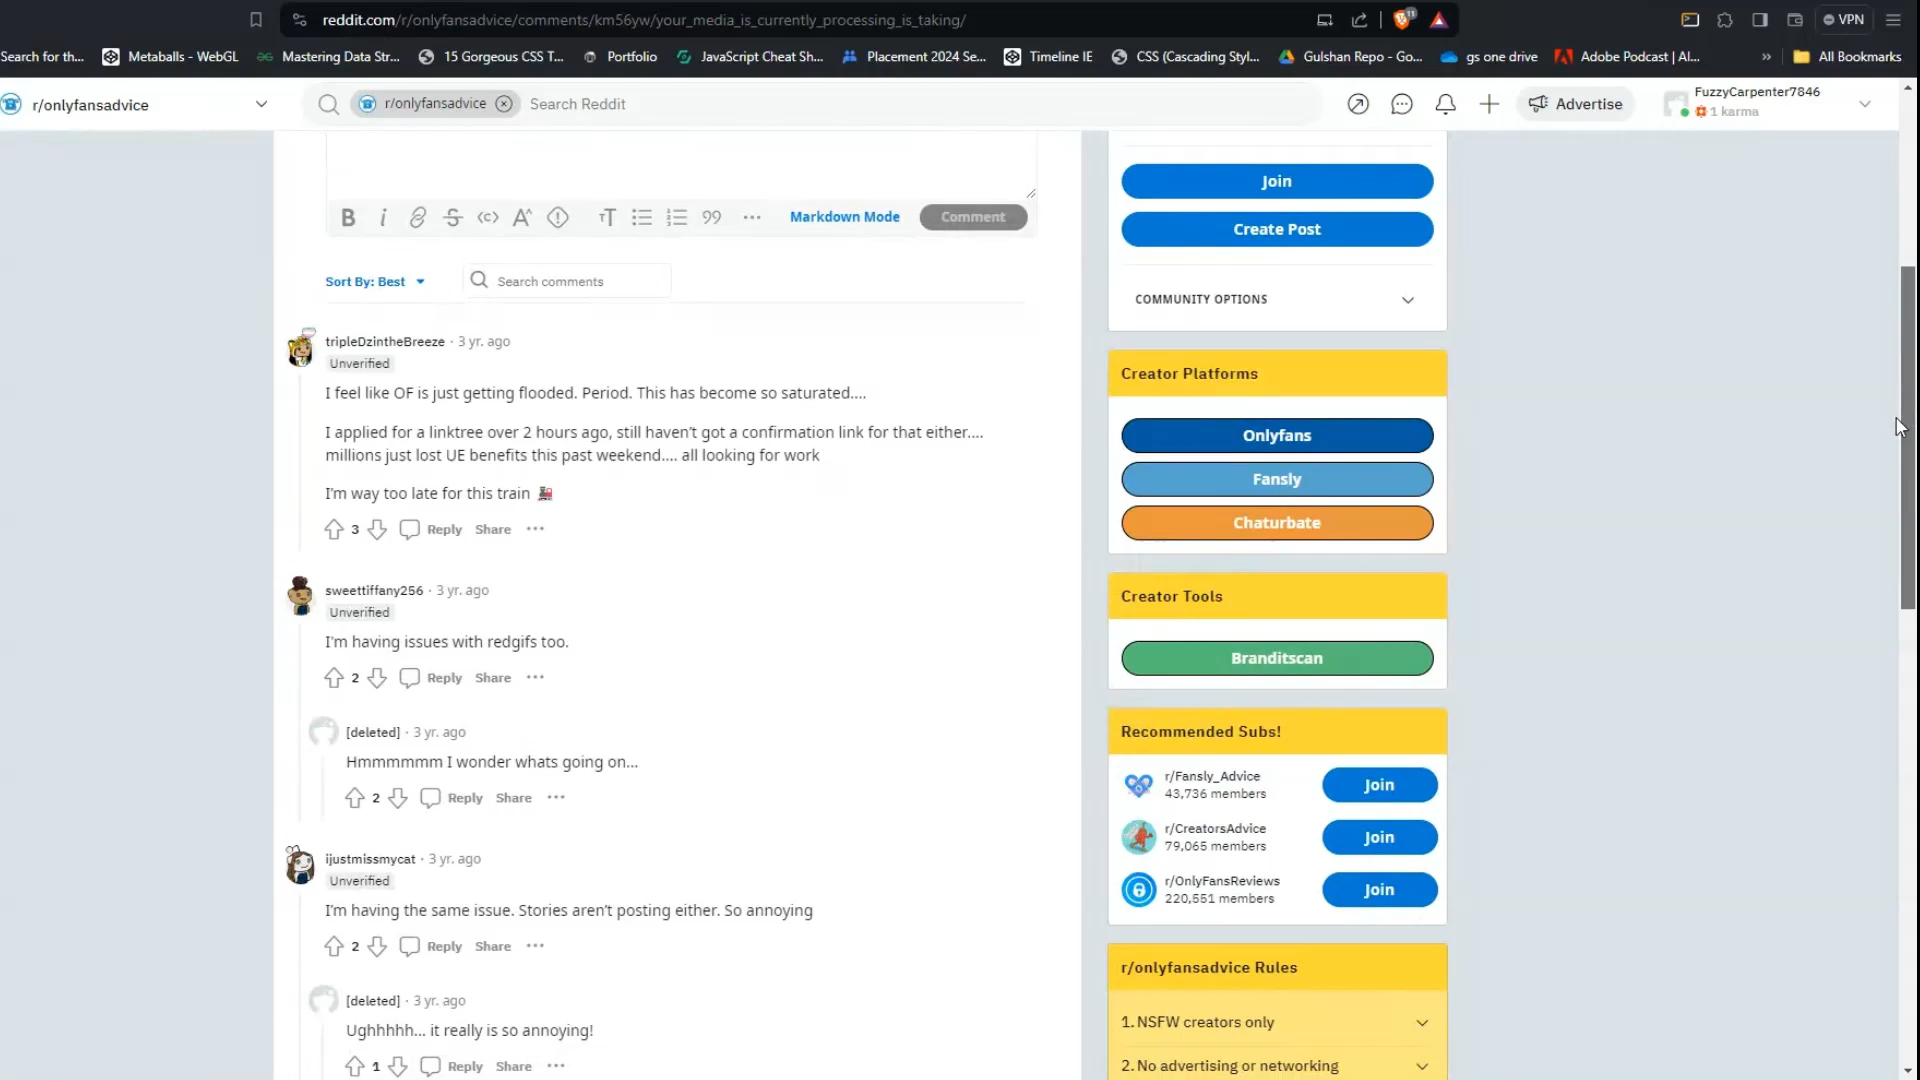 reddit.com/r/onlyfansadvice/comments/km56yw/your_media_is_currently_processing_is_taking/
11
VPN
Search for th...
Metaballs - WebGL
Mastering Data Str...
15 Gorgeous CSS T...
Portfolio
JavaScript Cheat Sh...
Placement 2024 Se...
Timeline IE
CSS (Cascading Styl...
Gulshan Repo - Go...
gs one drive
Adobe Podcast | AI...
»
All Bookmarks
r/onlyfansadvice
r/onlyfansadvice
Search Reddit
Advertise
FuzzyCarpenter7846
1 karma
Markdown Mode
Comment
Sort By: Best
Search comments
tripleDzintheBreeze · 3 yr. ago
Unverified
I feel like OF is just getting flooded. Period. This has become so saturated....
I applied for a linktree over 2 hours ago, still haven't got a confirmation link for that either....
millions just lost UE benefits this past weekend.... all looking for work
I'm way too late for this train 🚂
3
Reply
Share
···
sweettiffany256 · 3 yr. ago
Unverified
I'm having issues with redgifs too.
2
Reply
Share
···
[deleted] · 3 yr. ago
Hmmmmmm I wonder whats going on...
2
Reply
Share
···
ijustmissmycat · 3 yr. ago
Unverified
I'm having the same issue. Stories aren't posting either. So annoying
2
Reply
Share
···
[deleted] · 3 yr. ago
Ughhhhh... it really is so annoying!
1
Reply
Share
···
Join
Create Post
COMMUNITY OPTIONS
Creator Platforms
Onlyfans
Fansly
Chaturbate
Creator Tools
Branditscan
Recommended Subs!
r/Fansly_Advice
43,736 members
Join
r/CreatorsAdvice
79,065 members
Join
r/OnlyFansReviews
220,551 members
Join
r/onlyfansadvice Rules
1. NSFW creators only
2. No advertising or networking